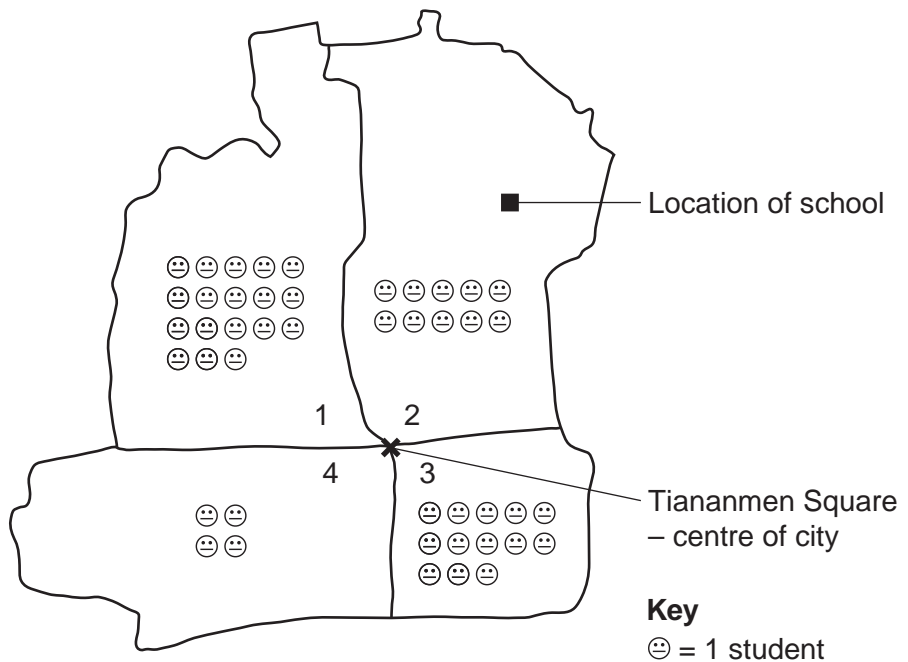 Location of school
1
2
4
3
Tiananmen Square
– centre of city
Key
= 1 student